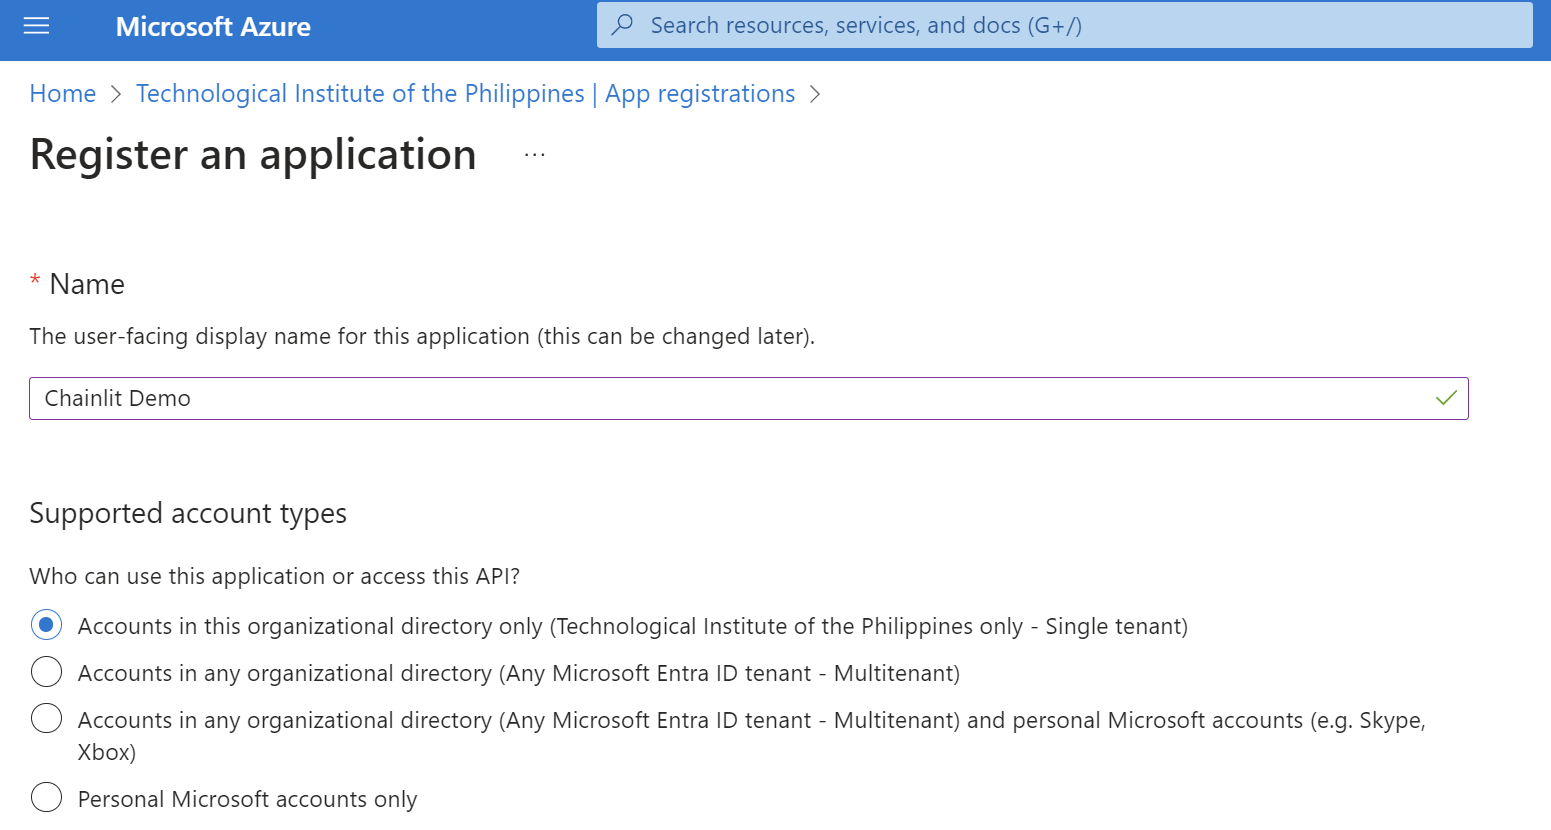 Microsoft Azure
Search resources, services, and docs (G+/)
Home > Technological Institute of the Philippines | App registrations >
Register an application ...
* Name
The user-facing display name for this application (this can be changed later).
Chainlit Demo
Supported account types
Who can use this application or access this API?
Accounts in this organizational directory only (Technological Institute of the Philippines only - Single tenant)
Accounts in any organizational directory (Any Microsoft Entra ID tenant - Multitenant)
Accounts in any organizational directory (Any Microsoft Entra ID tenant - Multitenant) and personal Microsoft accounts (e.g. Skype,
Xbox)
Personal Microsoft accounts only